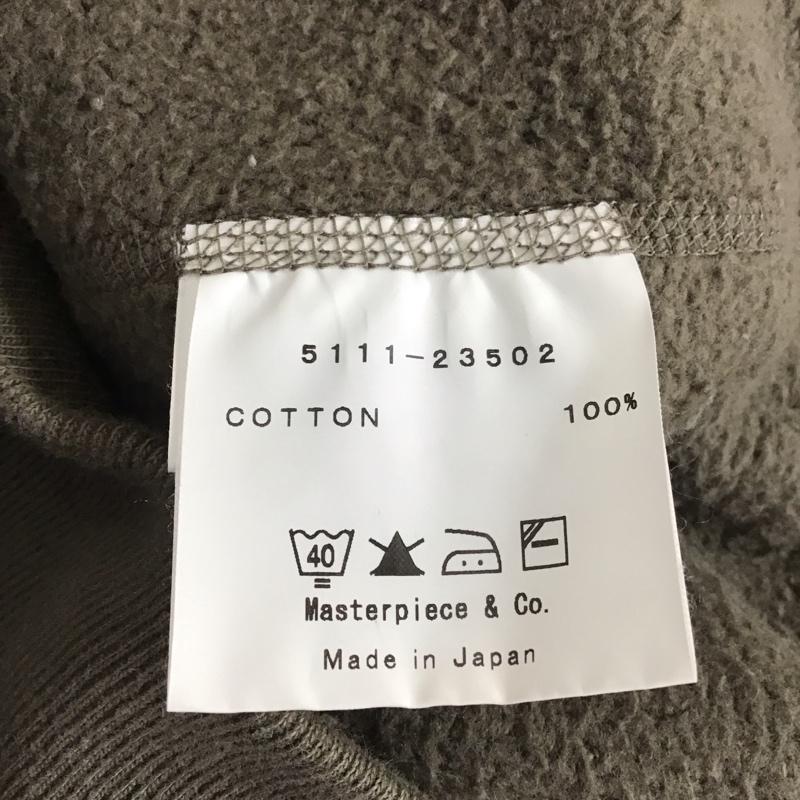 5111-23502
COTTON 100%
40
Masterpiece & Co.
Made in Japan